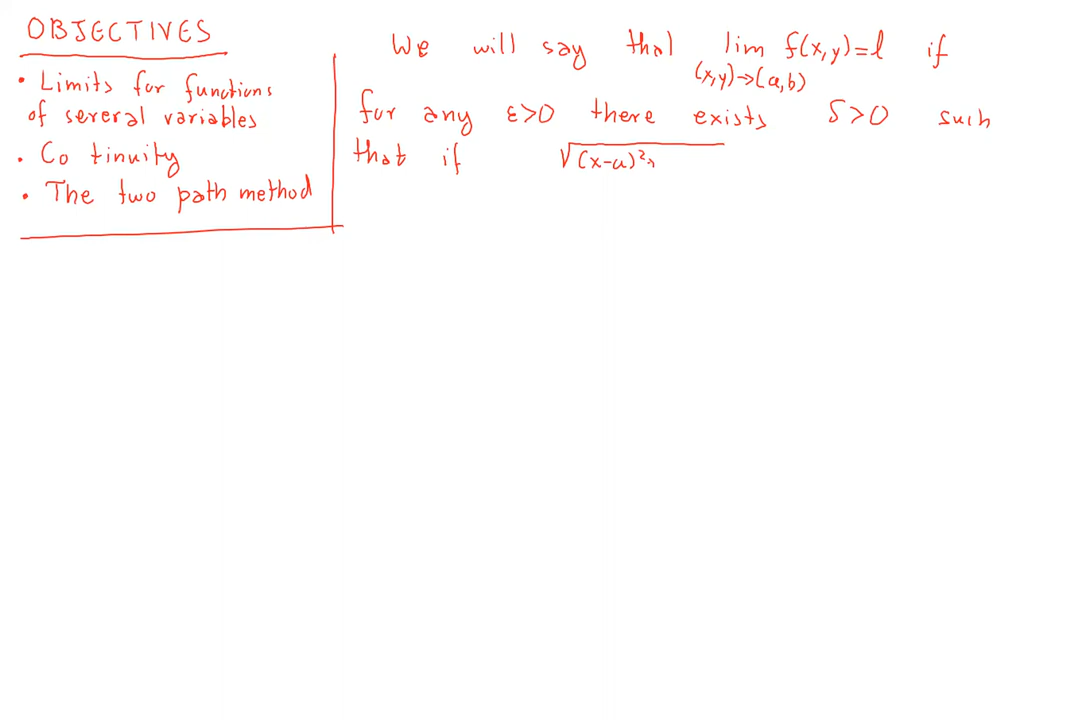 OBJECTIVES
• Limits for functions
of several variables
• Co tinuity
• The two path method
We will say that lim f(x,y)=l if
(x,y)→(a,b)
for any ε>0 there exists δ>0 such
that if √(x-a)²